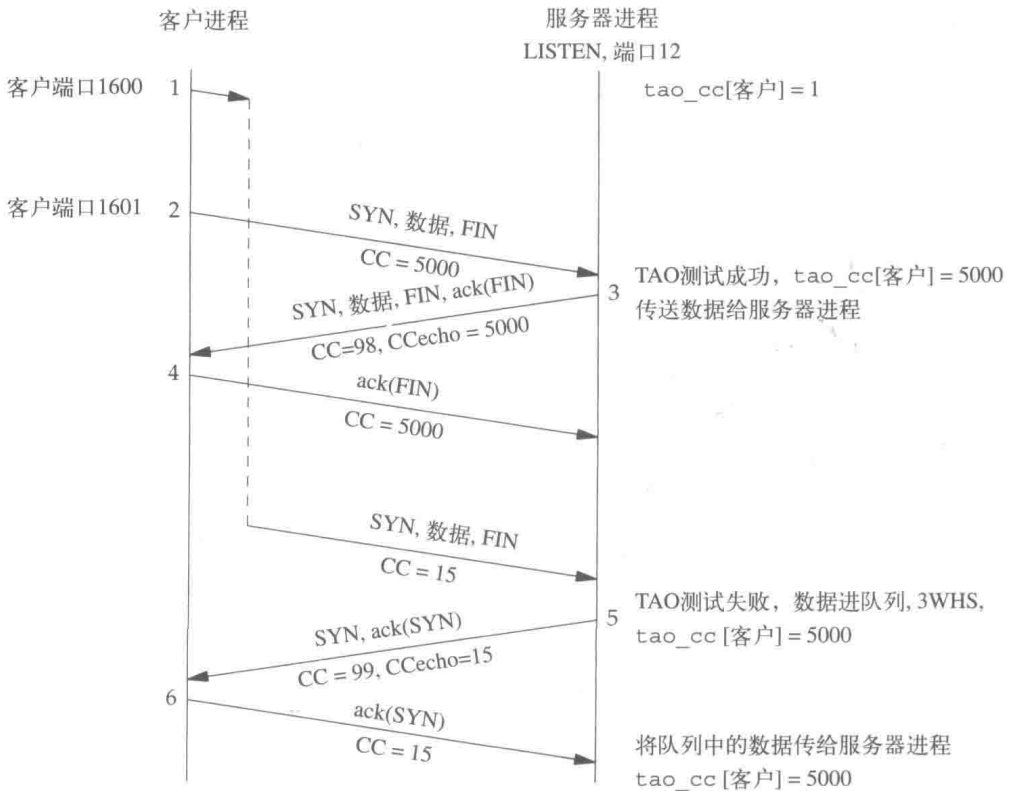 客户进程
服务器进程
LISTEN, 端口12
客户端口1600
1
tao_cc[客户] = 1
客户端口1601
2
SYN, 数据, FIN
CC = 5000
TAO测试成功，tao_cc[客户] = 5000
3
传送数据给服务器进程
SYN, 数据, FIN, ack(FIN)
CC=98, CCecho = 5000
4
ack(FIN)
CC = 5000
SYN, 数据, FIN
CC = 15
TAO测试失败，数据进队列, 3WHS,
5
tao_cc [客户] = 5000
SYN, ack(SYN)
CC = 99, CCecho=15
6
ack(SYN)
CC = 15
将队列中的数据传给服务器进程
tao_cc [客户] = 5000